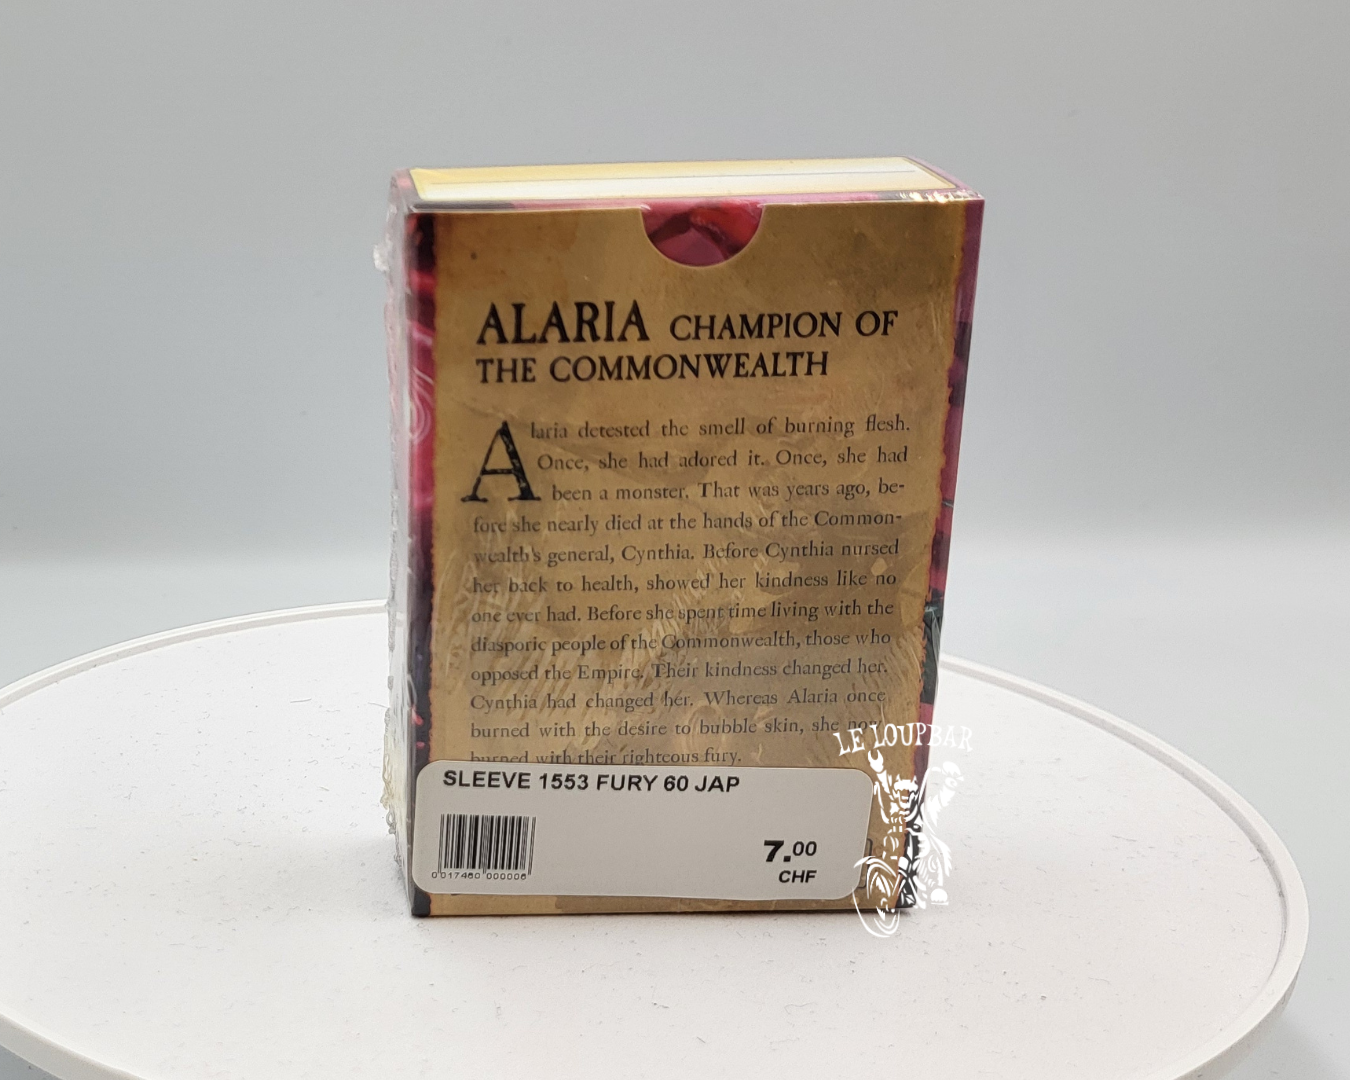 ALARIA CHAMPION OF
THE COMMONWEALTH
Alaria detested the smell of burning flesh.
Once, she had adored it. Once, she had
been a monster. That was years ago, be-
fore she nearly died at the hands of the Common-
wealth's general, Cynthia. Before Cynthia nursed
her back to health, showed her kindness like no
one ever had. Before she spent time living with the
diasporic people of the Commonwealth, those who
opposed the Empire. Their kindness changed her.
Cynthia had changed her. Whereas Alaria once
burned with the desire to bubble skin, she now
burned with their righteous fury.
LE LOUPBAR
SLEEVE 1553 FURY 60 JAP
7.00
CHF